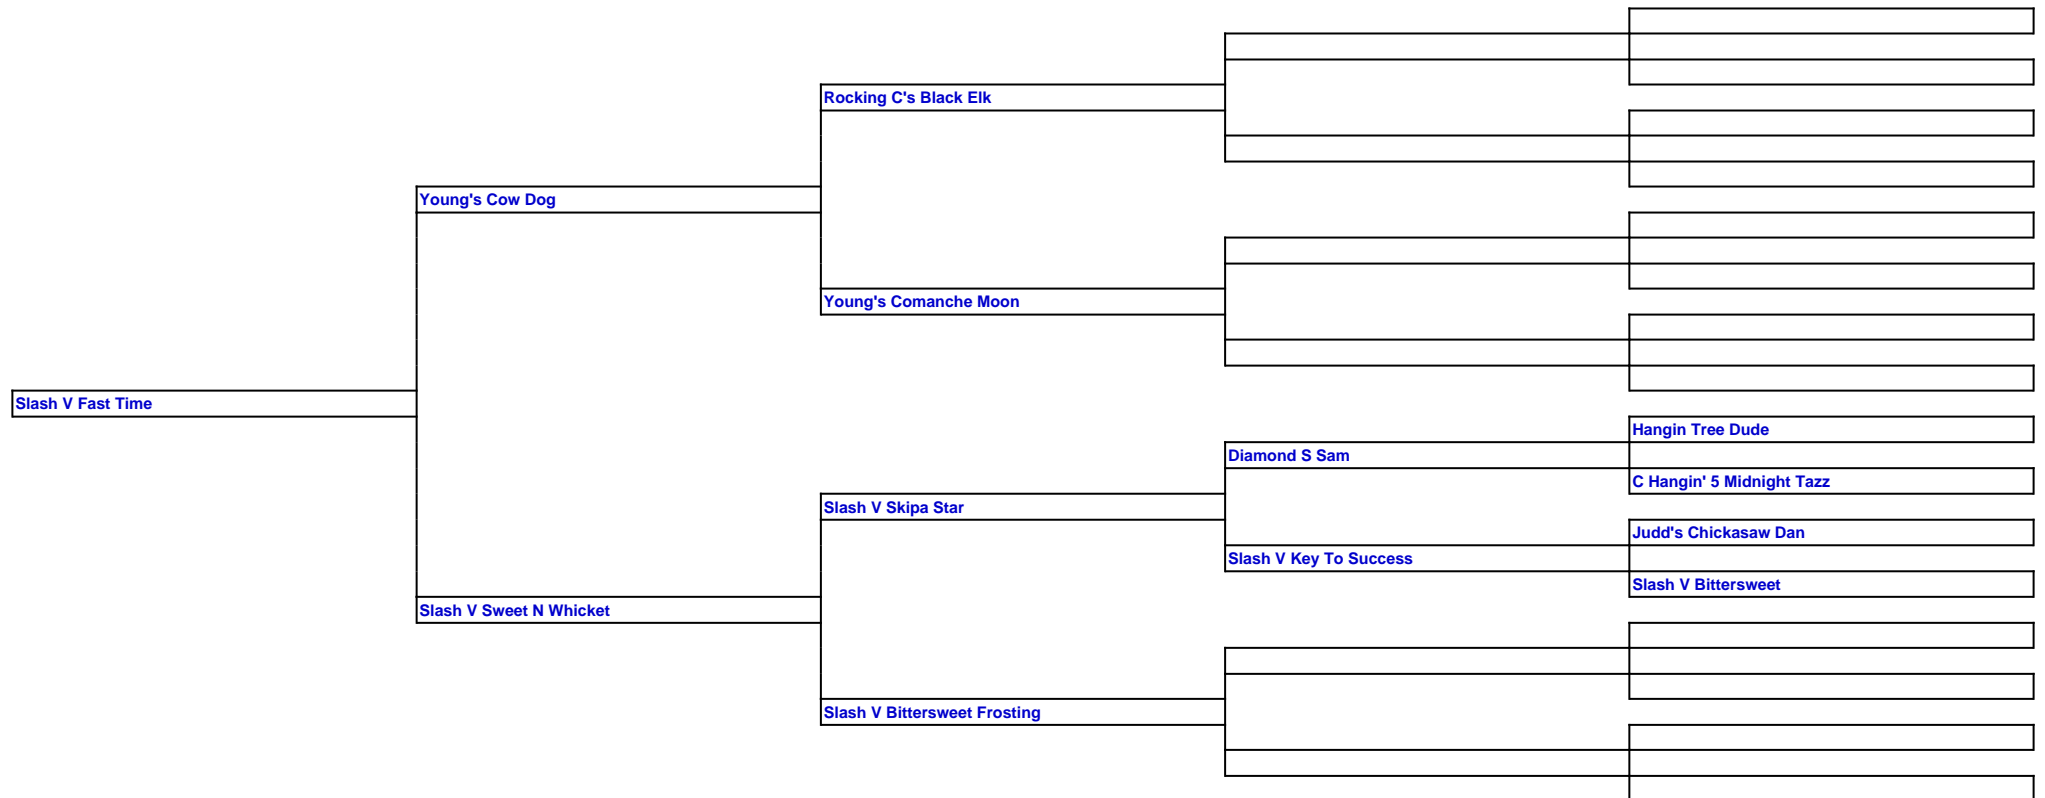 Rocking C's Black Elk
Young's Cow Dog
Young's Comanche Moon
Slash V Fast Time
Hangin Tree Dude
Diamond S Sam
C Hangin' 5 Midnight Tazz
Slash V Skipa Star
Judd's Chickasaw Dan
Slash V Key To Success
Slash V Bittersweet
Slash V Sweet N Whicket
Slash V Bittersweet Frosting